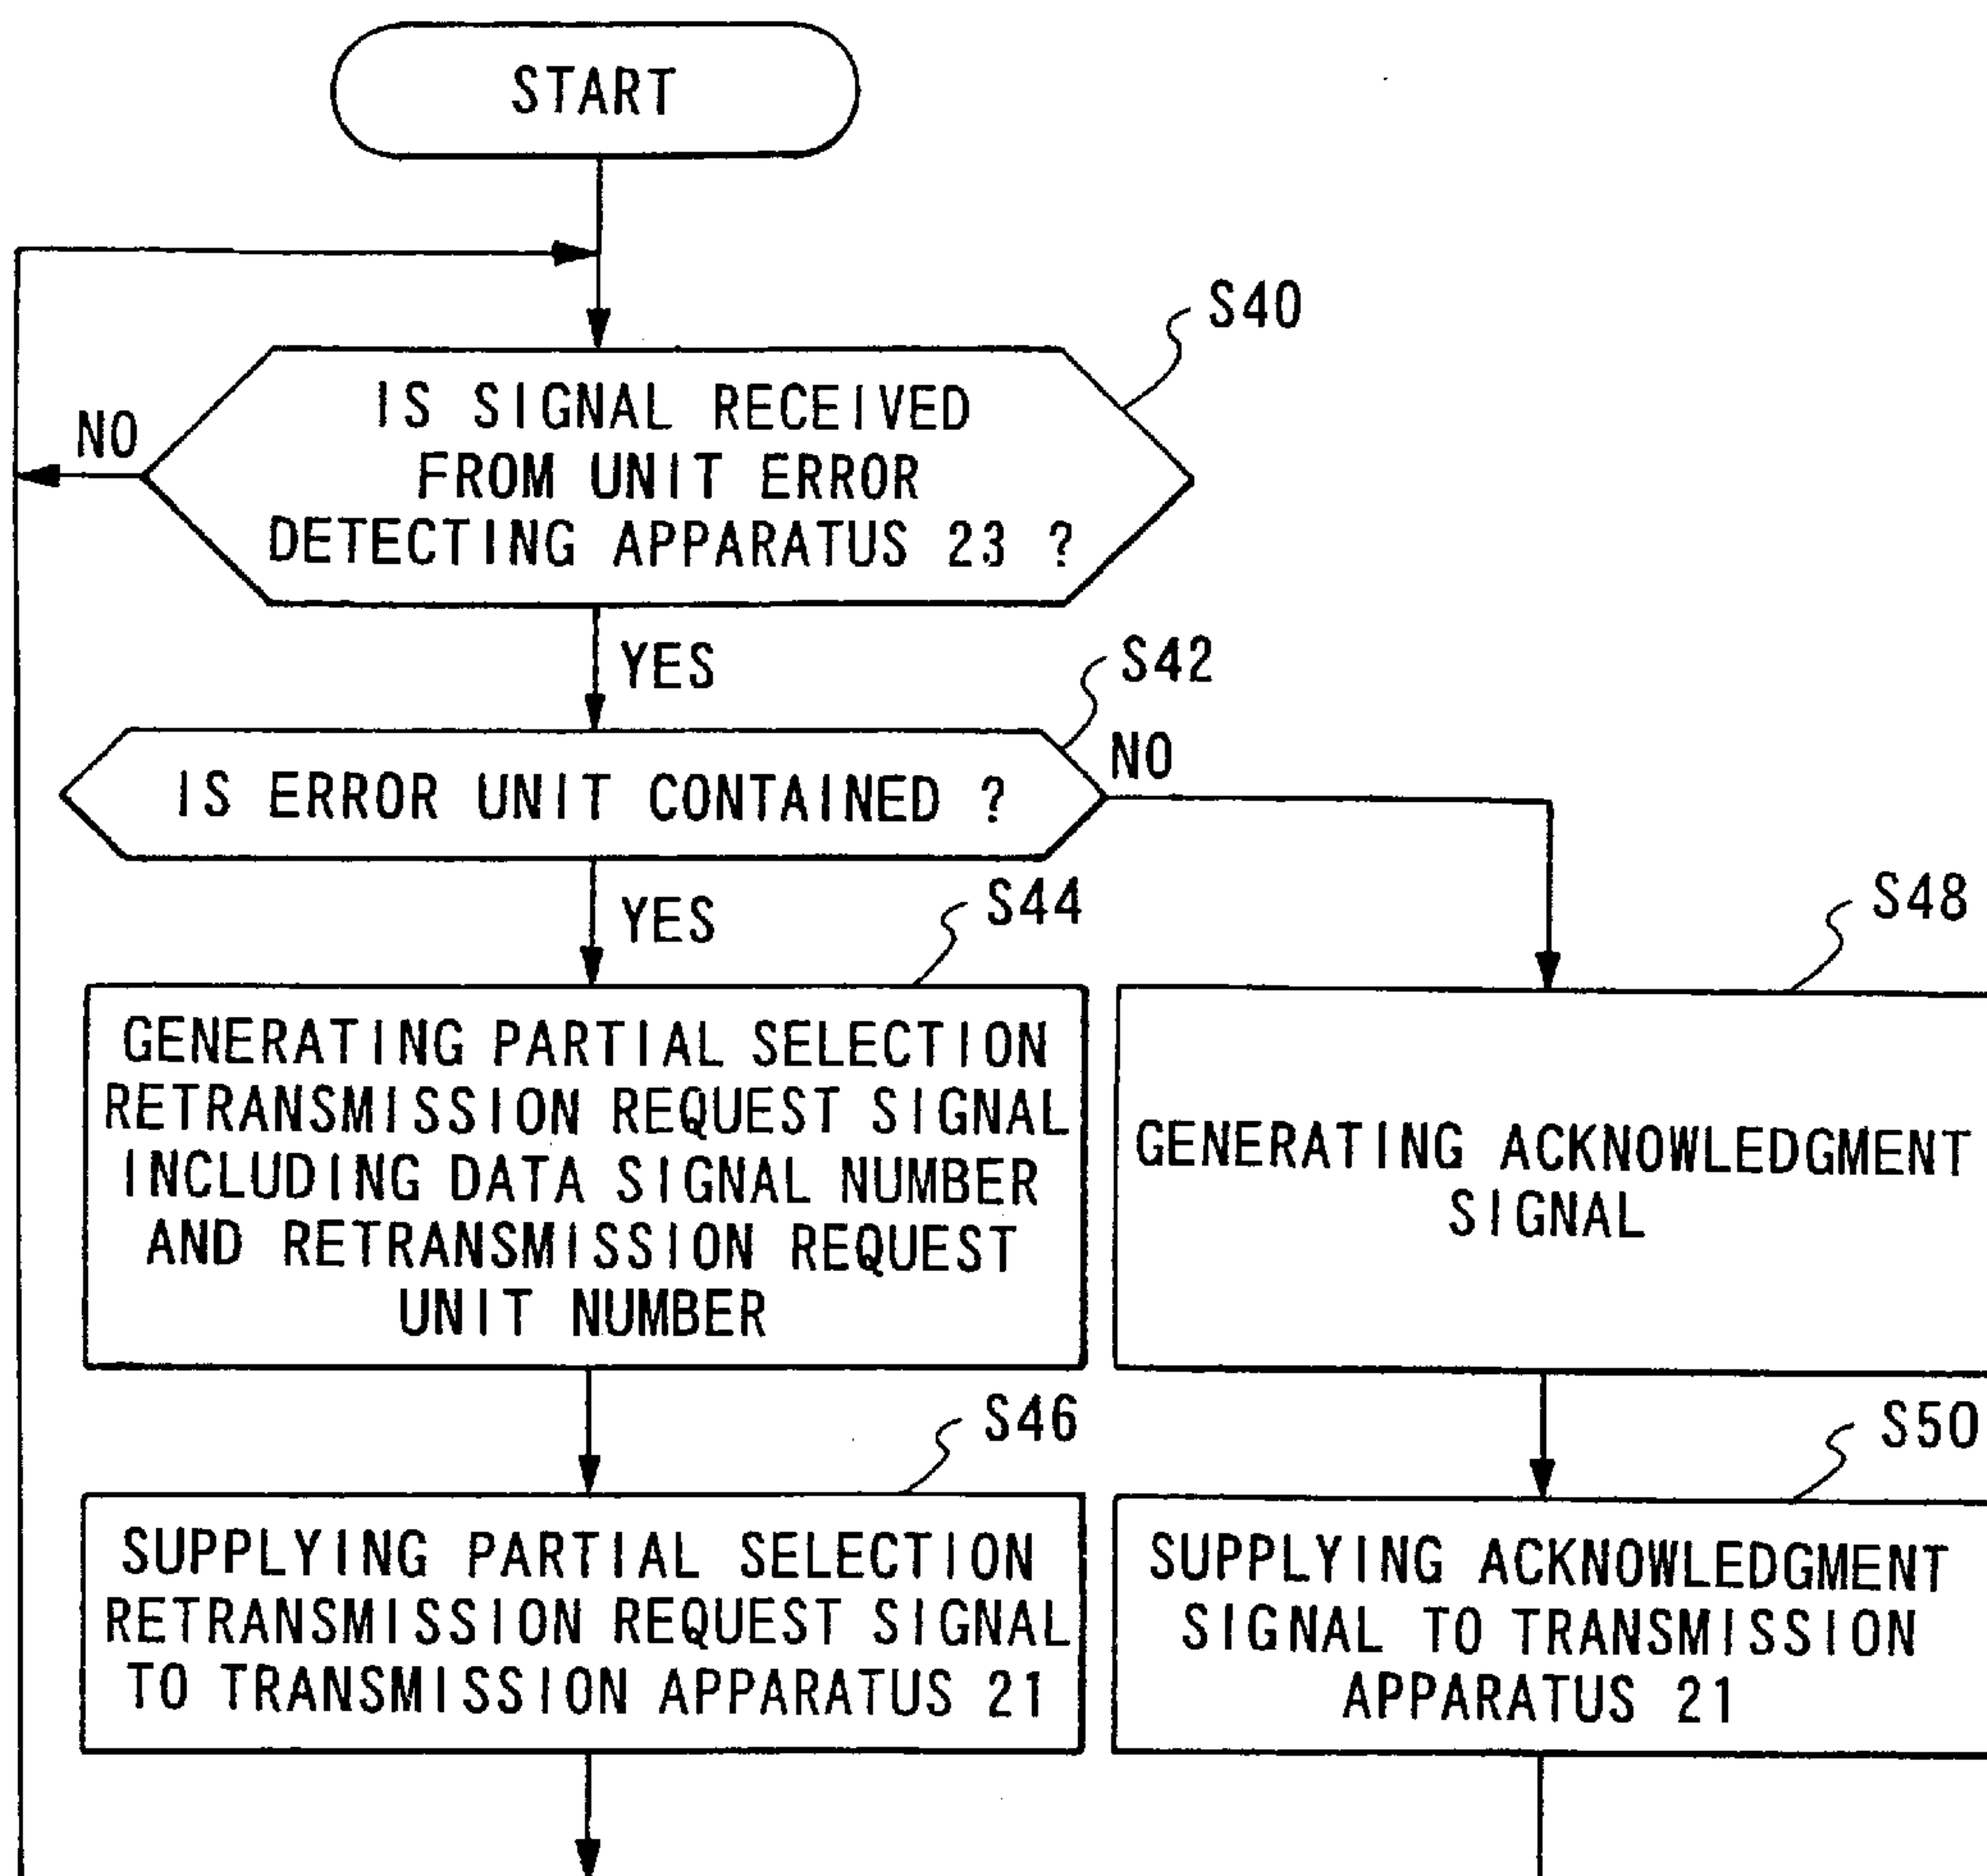 START
S40
IS SIGNAL RECEIVED
FROM UNIT ERROR
DETECTING APPARATUS 23 ?
NO
YES
S42
IS ERROR UNIT CONTAINED ?
NO
YES
S44
GENERATING PARTIAL SELECTION
RETRANSMISSION REQUEST SIGNAL
INCLUDING DATA SIGNAL NUMBER
AND RETRANSMISSION REQUEST
UNIT NUMBER
S48
GENERATING ACKNOWLEDGMENT
SIGNAL
S46
SUPPLYING PARTIAL SELECTION
RETRANSMISSION REQUEST SIGNAL
TO TRANSMISSION APPARATUS 21
S50
SUPPLYING ACKNOWLEDGMENT
SIGNAL TO TRANSMISSION
APPARATUS 21